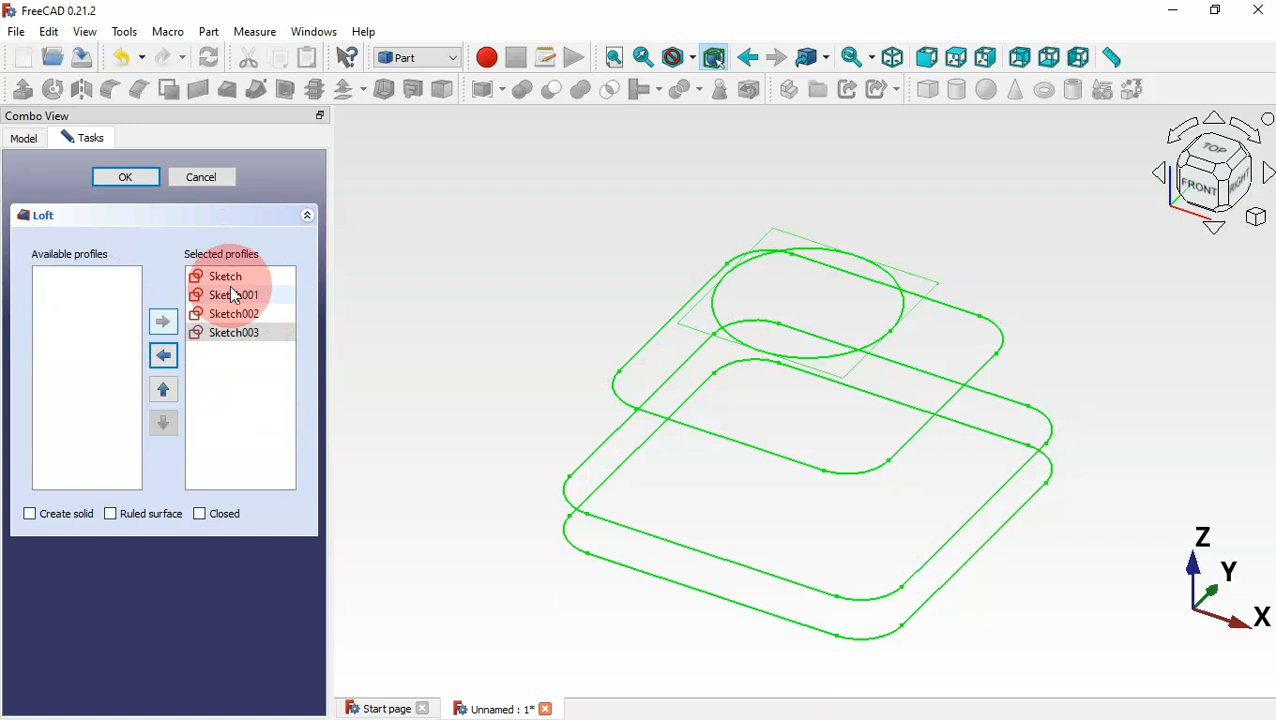 FreeCAD 0.21.2
File Edit View Tools Macro Part Measure Windows Help
Part
Combo View
Model Tasks
OK Cancel
Loft
Available profiles Selected profiles
Sketch
Sketch001
Sketch002
Sketch003
Create solid Ruled surface Closed
TOP
FRONT RIGHT
Z
Y
X
Start page Unnamed : 1*